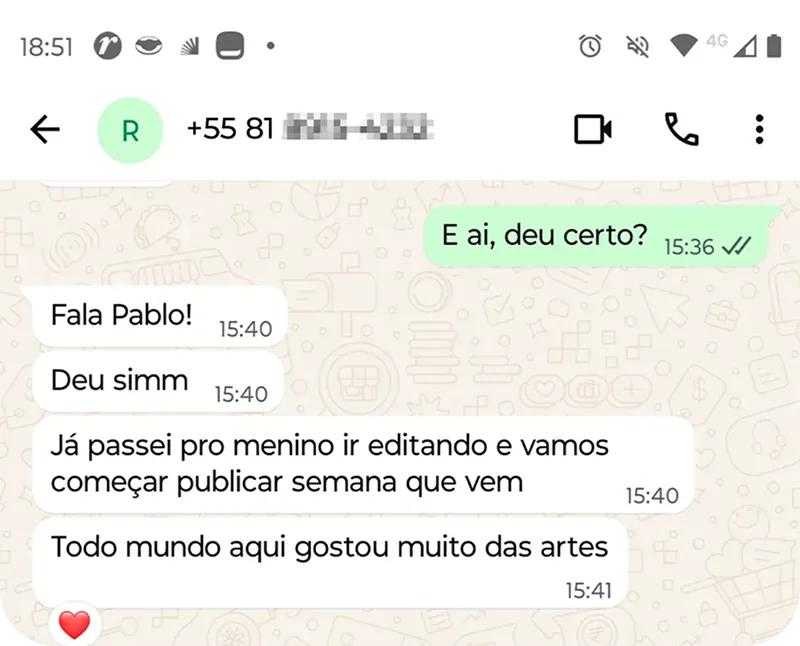 18:51
4G
R
+55 81
E ai, deu certo?
15:36
Fala Pablo!
15:40
Deu simm
15:40
Já passei pro menino ir editando e vamos
começar publicar semana que vem
15:40
Todo mundo aqui gostou muito das artes
15:41